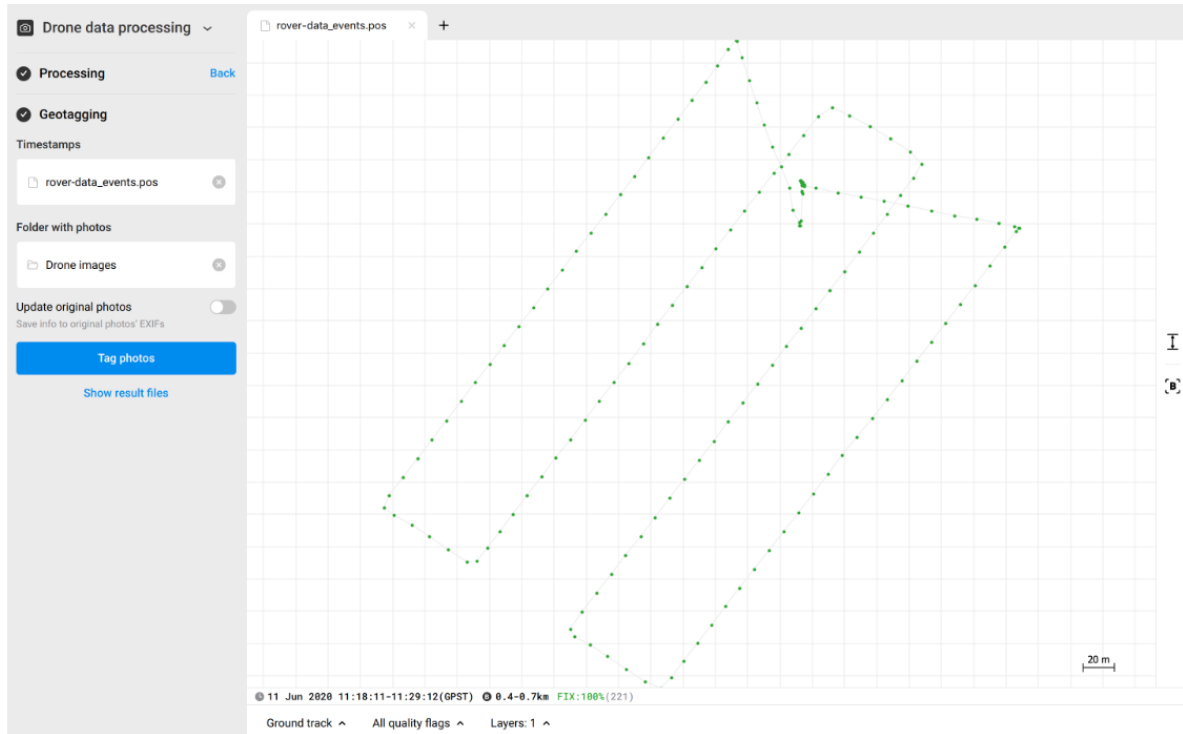 Drone data processing
rover-data_events.pos
Processing Back
Geotagging
Timestamps
rover-data_events.pos
Folder with photos
Drone images
Update original photos
Save info to original photos' EXIFs
Tag photos
Show result files
B
20 m
11 Jun 2020 11:18:11-11:29:12(GPST) B 0.4-0.7km FIX:100%(221)
Ground track All quality flags Layers: 1